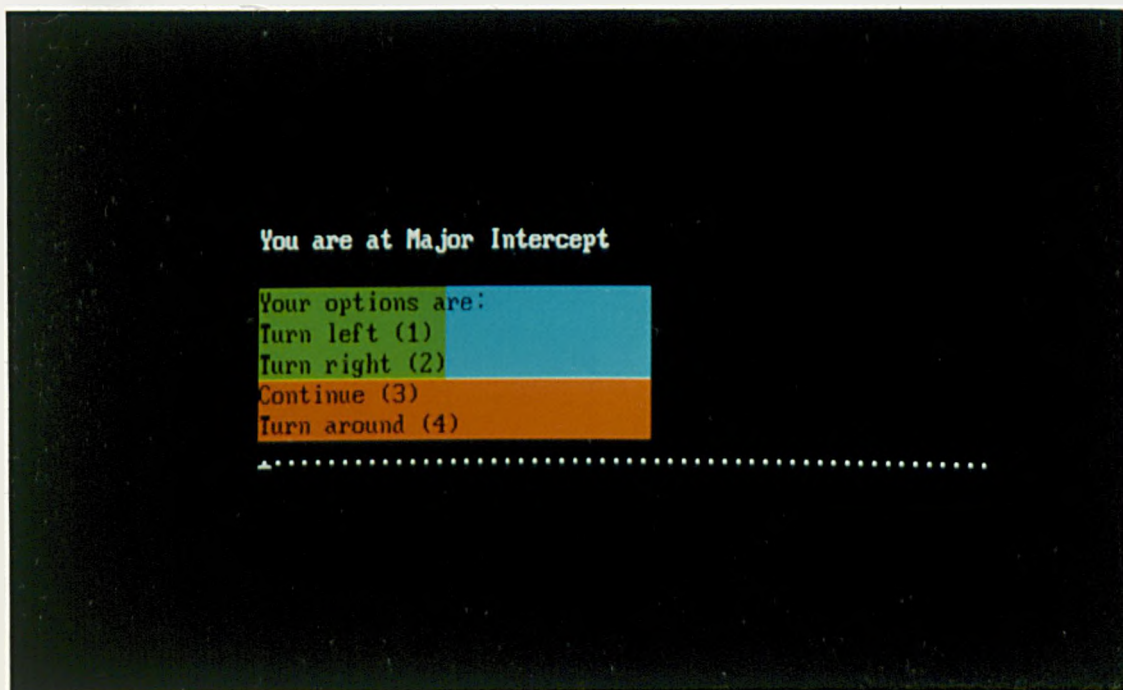 You are at Major Intercept
Your options are:
Turn left (1)
Turn right (2)
Continue (3)
Turn around (4)